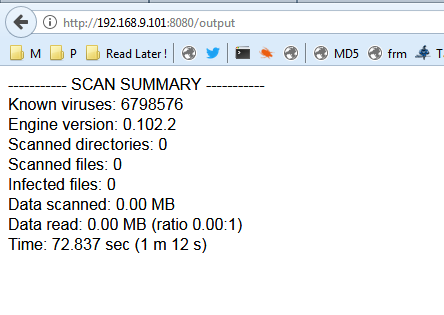 http://192.168.9.101:8080/output
M P Read Later ! MD5 frm T
---------- SCAN SUMMARY -----------
Known viruses: 6798576
Engine version: 0.102.2
Scanned directories: 0
Scanned files: 0
Infected files: 0
Data scanned: 0.00 MB
Data read: 0.00 MB (ratio 0.00:1)
Time: 72.837 sec (1 m 12 s)